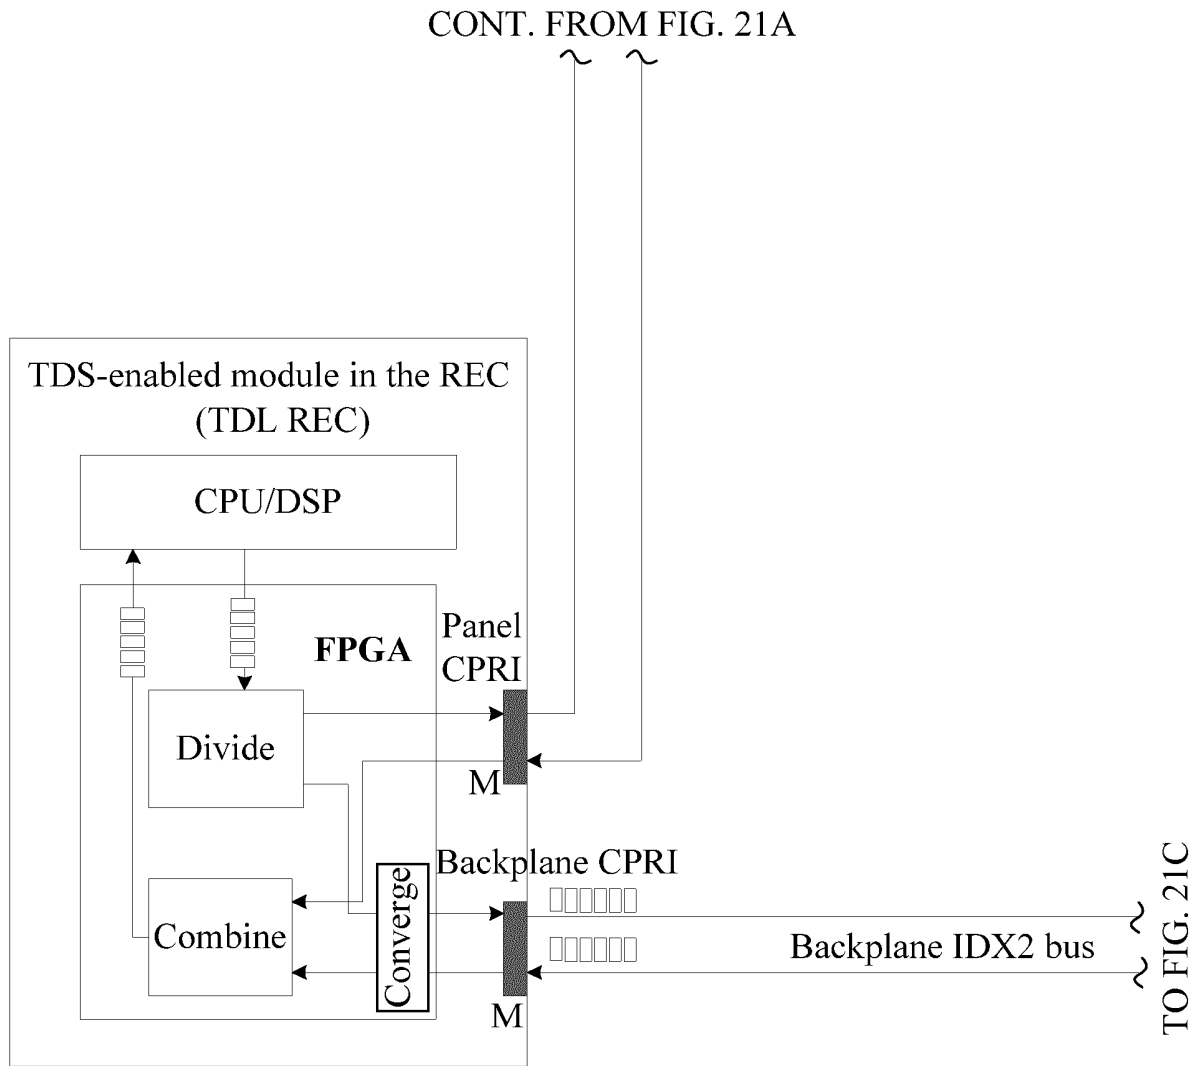 CONT. FROM FIG. 21A
TDS-enabled module in the REC
(TDL REC)
CPU/DSP
FPGA
Panel
CPRI
Divide
M
Backplane CPRI
Converge
Combine
Backplane IDX2 bus
M
TO FIG. 21C